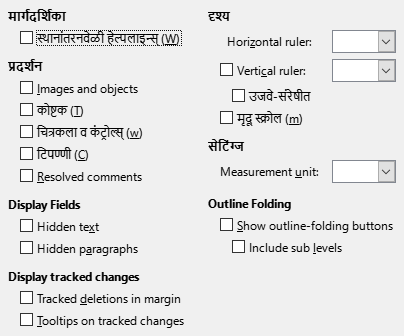 मार्गदर्शिका
स्थानांतरनवेळी हेल्पलाइन्स् (W)
प्रदर्शन
Images and objects
कोष्टक (T)
चित्रकला व कंट्रोल्स् (w)
टिपण्णी (C)
Resolved comments
Display Fields
Hidden text
Hidden paragraphs
Display tracked changes
Tracked deletions in margin
Tooltips on tracked changes
दृश्य
Horizontal ruler:
Vertical ruler:
उजवे-संरेषीत
मृदू स्क्रोल (m)
सेटिंग्ज
Measurement unit:
Outline Folding
Show outline-folding buttons
Include sub levels